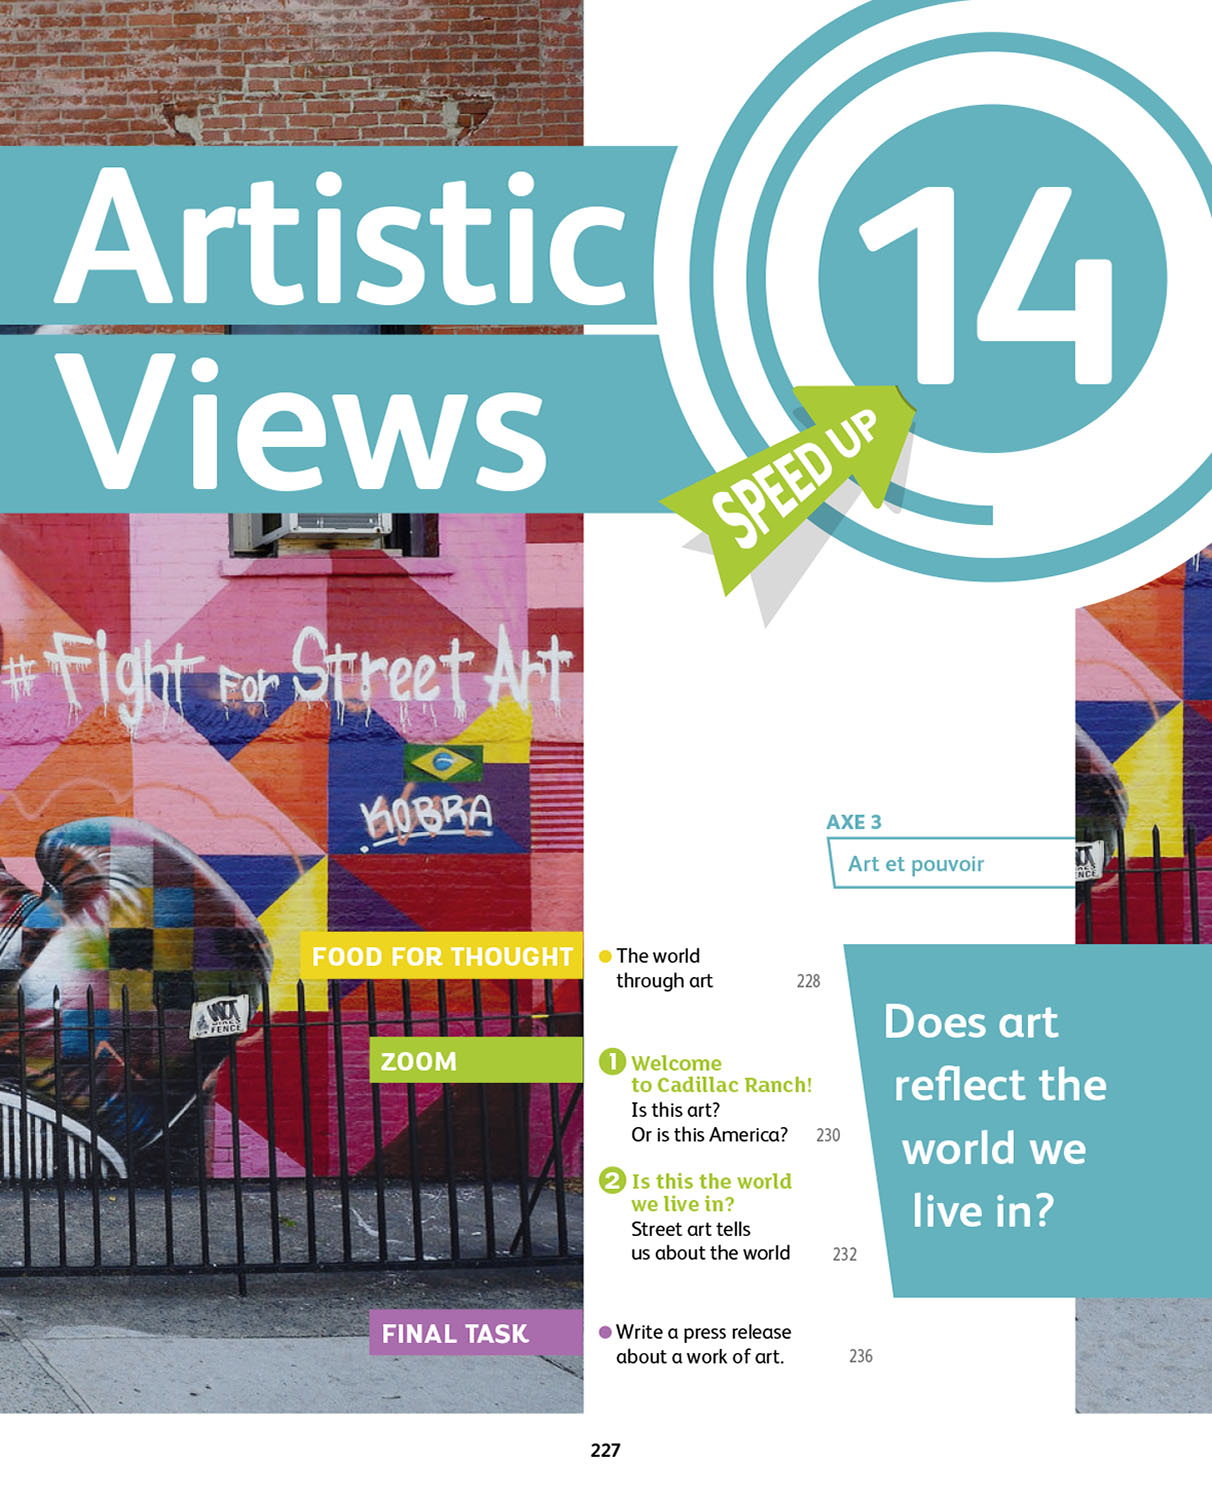 Artistic
Views
14
SPEED UP
# Fight For Street Art
KOBRA
AXE 3
Art et pouvoir
FOOD FOR THOUGHT
The world
through art 228
ZOOM
1 Welcome
to Cadillac Ranch!
Is this art?
Or is this America? 230
2 Is this the world
we live in?
Street art tells
us about the world 232
FINAL TASK
Write a press release
about a work of art. 236
Does art
reflect the
world we
live in?
FENCE
227